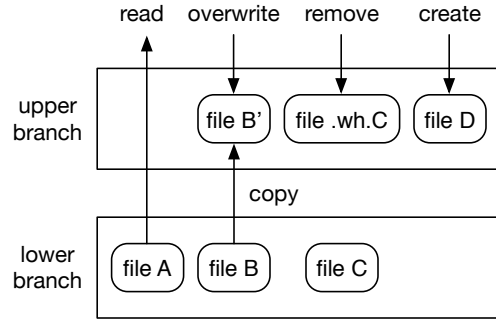 read overwrite remove create
upper
branch
file B’ file .wh.C file D
copy
lower
branch
file A file B file C